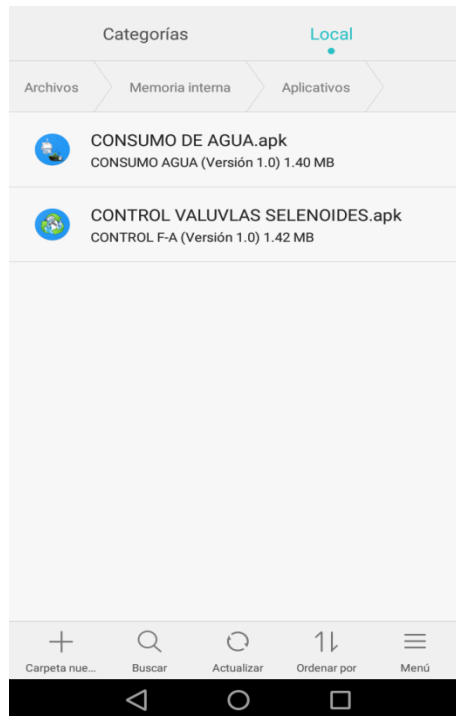 Categorías Local
Archivos Memoria interna Aplicativos
CONSUMO DE AGUA.apk
CONSUMO AGUA (Versión 1.0) 1.40 MB
CONTROL VALUVLAS SELENOIDES.apk
CONTROL F-A (Versión 1.0) 1.42 MB
Carpeta nue... Buscar Actualizar Ordenar por Menú